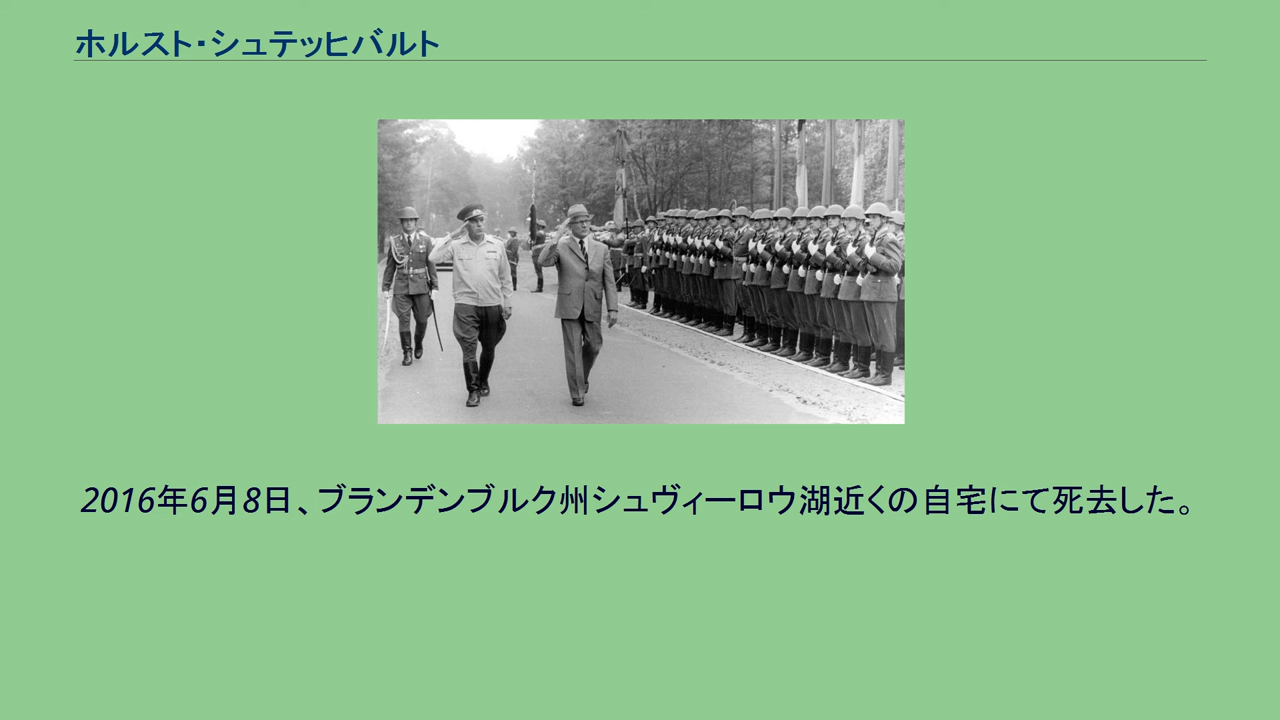 ホルスト・シュテッヒバルト
2016年6月8日、ブランデンブルク州シュヴィーロウ湖近くの自宅にて死去した。